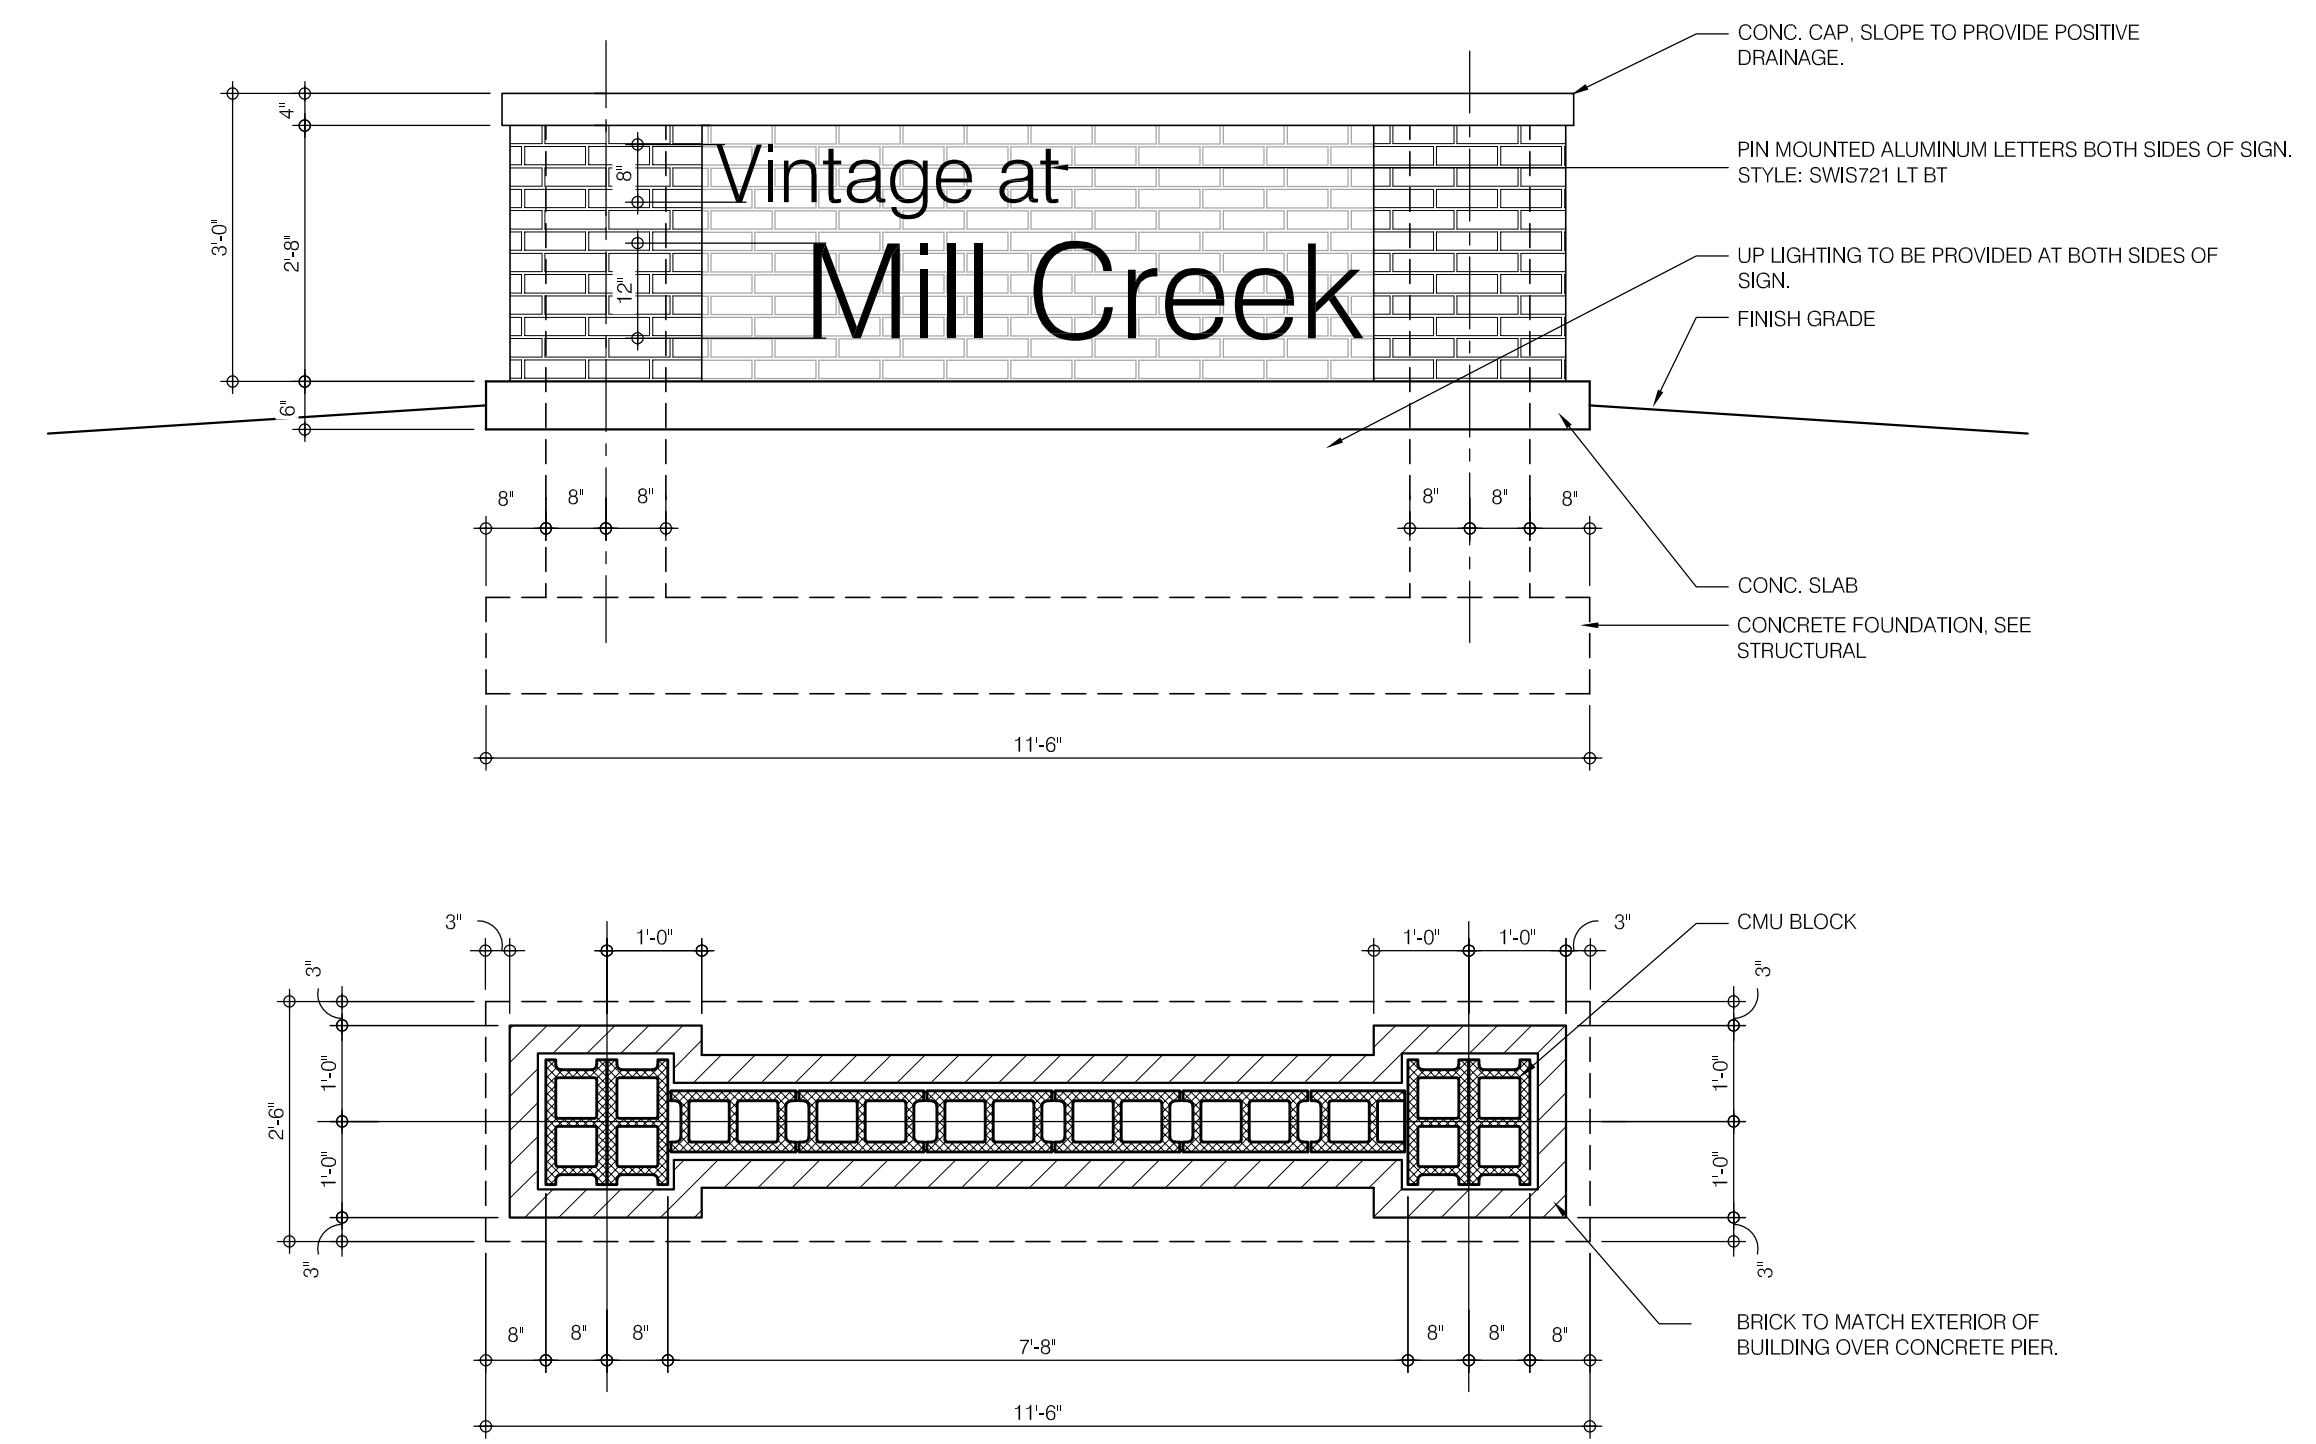 CONC. CAP, SLOPE TO PROVIDE POSITIVE
DRAINAGE.
4"
3'-0"
2'-8"
6"
8"
Vintage at
12"
Mill Creek
PIN MOUNTED ALUMINUM LETTERS BOTH SIDES OF SIGN.
STYLE: SWIS721 LT BT
UP LIGHTING TO BE PROVIDED AT BOTH SIDES OF
SIGN.
FINISH GRADE
8" 8" 8" 8" 8" 8"
CONC. SLAB
CONCRETE FOUNDATION, SEE
STRUCTURAL
11'-6"
3" 1'-0" 1'-0" 1'-0" 3"
CMU BLOCK
3"
1'-0"
2'-6"
1'-0"
3"
3"
1'-0"
1'-0"
3"
BRICK TO MATCH EXTERIOR OF
BUILDING OVER CONCRETE PIER.
8" 8" 8" 7'-8" 8" 8" 8"
11'-6"